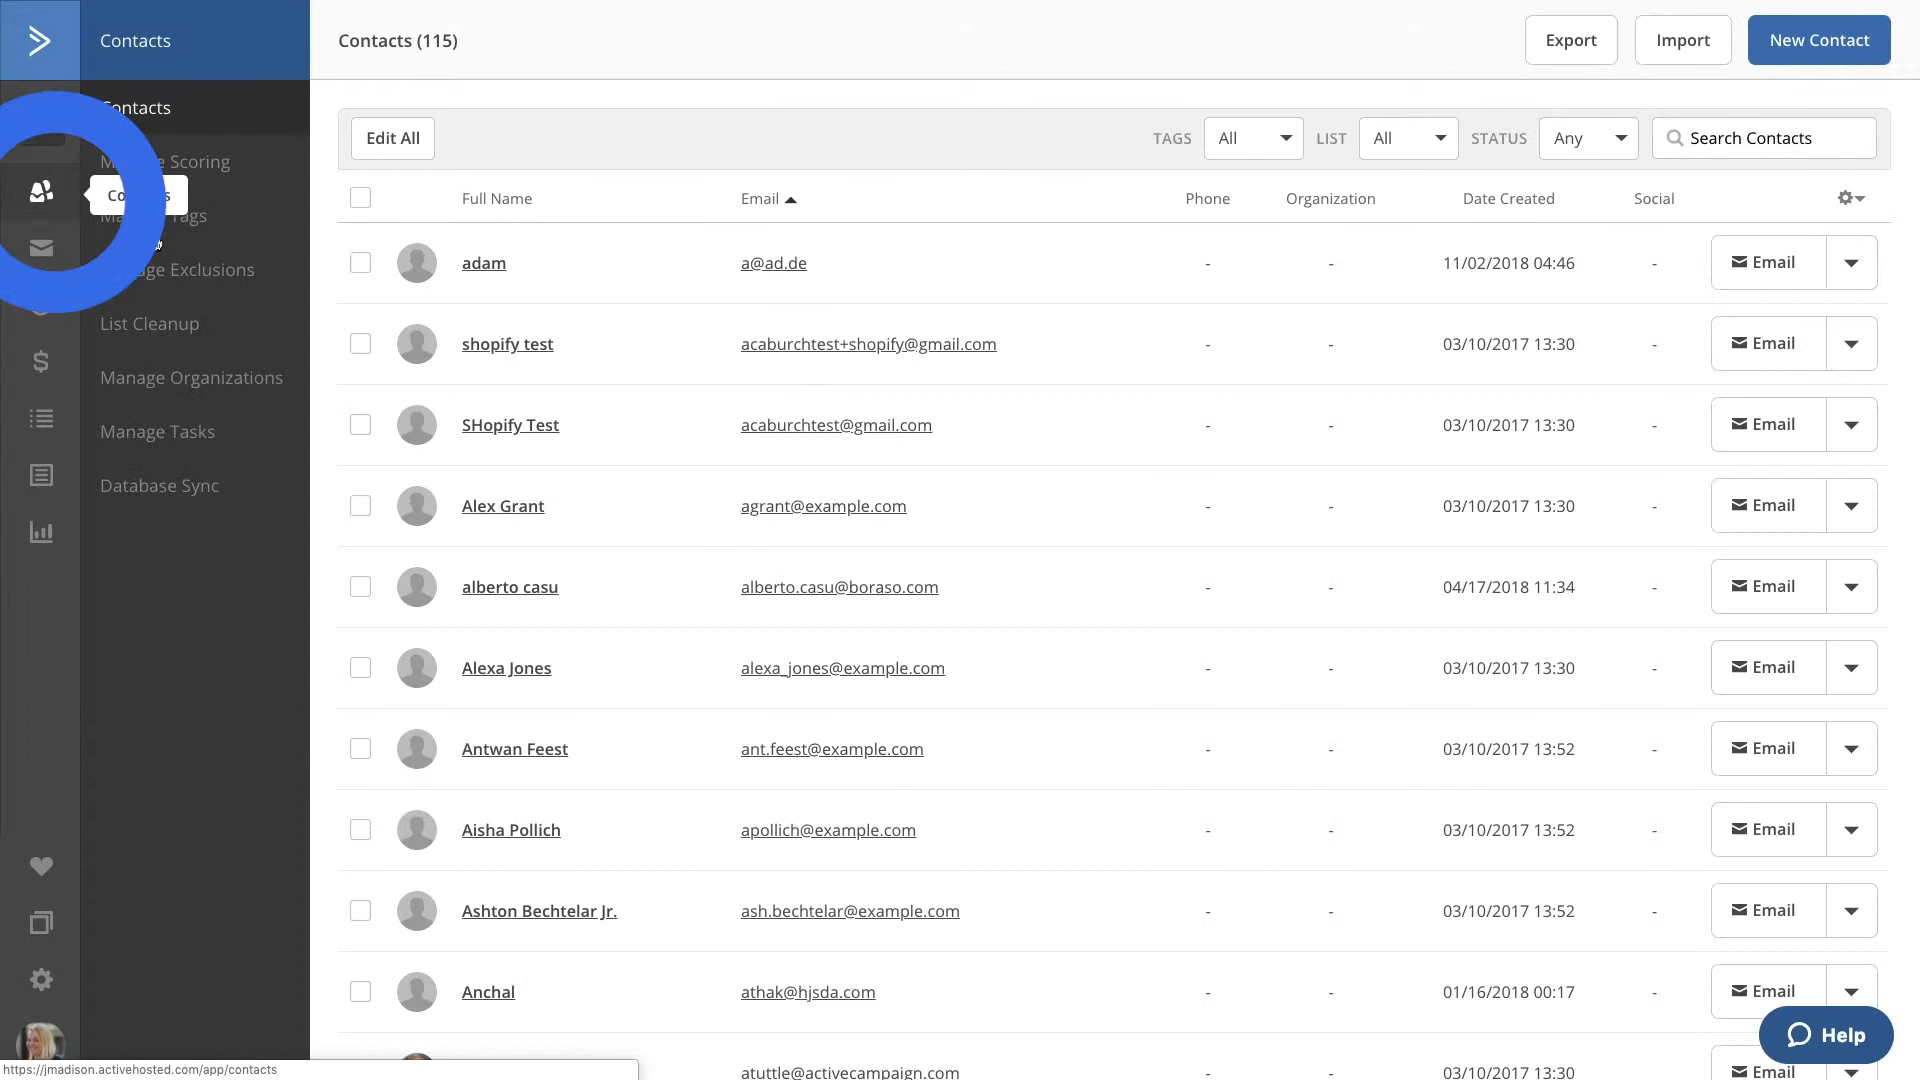 Contacts
Contacts (115)
Export
Import
New Contact
Contacts
Scoring
Tags
Exclusions
List Cleanup
Manage Organizations
Manage Tasks
Database Sync
Edit All
TAGS All LIST All STATUS Any Search Contacts
Full Name Email Phone Organization Date Created Social
adam a@ad.de - - 11/02/2018 04:46 - Email
shopify test acaburchtest+shopify@gmail.com - - 03/10/2017 13:30 - Email
SHopify Test acaburchtest@gmail.com - - 03/10/2017 13:30 - Email
Alex Grant agrant@example.com - - 03/10/2017 13:30 - Email
alberto casu alberto.casu@boraso.com - - 04/17/2018 11:34 - Email
Alexa Jones alexa_jones@example.com - - 03/10/2017 13:30 - Email
Antwan Feest ant.feest@example.com - - 03/10/2017 13:52 - Email
Aisha Pollich apollich@example.com - - 03/10/2017 13:52 - Email
Ashton Bechtelar Jr. ash.bechtelar@example.com - - 03/10/2017 13:52 - Email
Anchal athak@hjsda.com - - 01/16/2018 00:17 - Email
atuttle@activecampaign.com - - 03/10/2017 13:30 - Email
Help
https://jmadison.activehosted.com/app/contacts